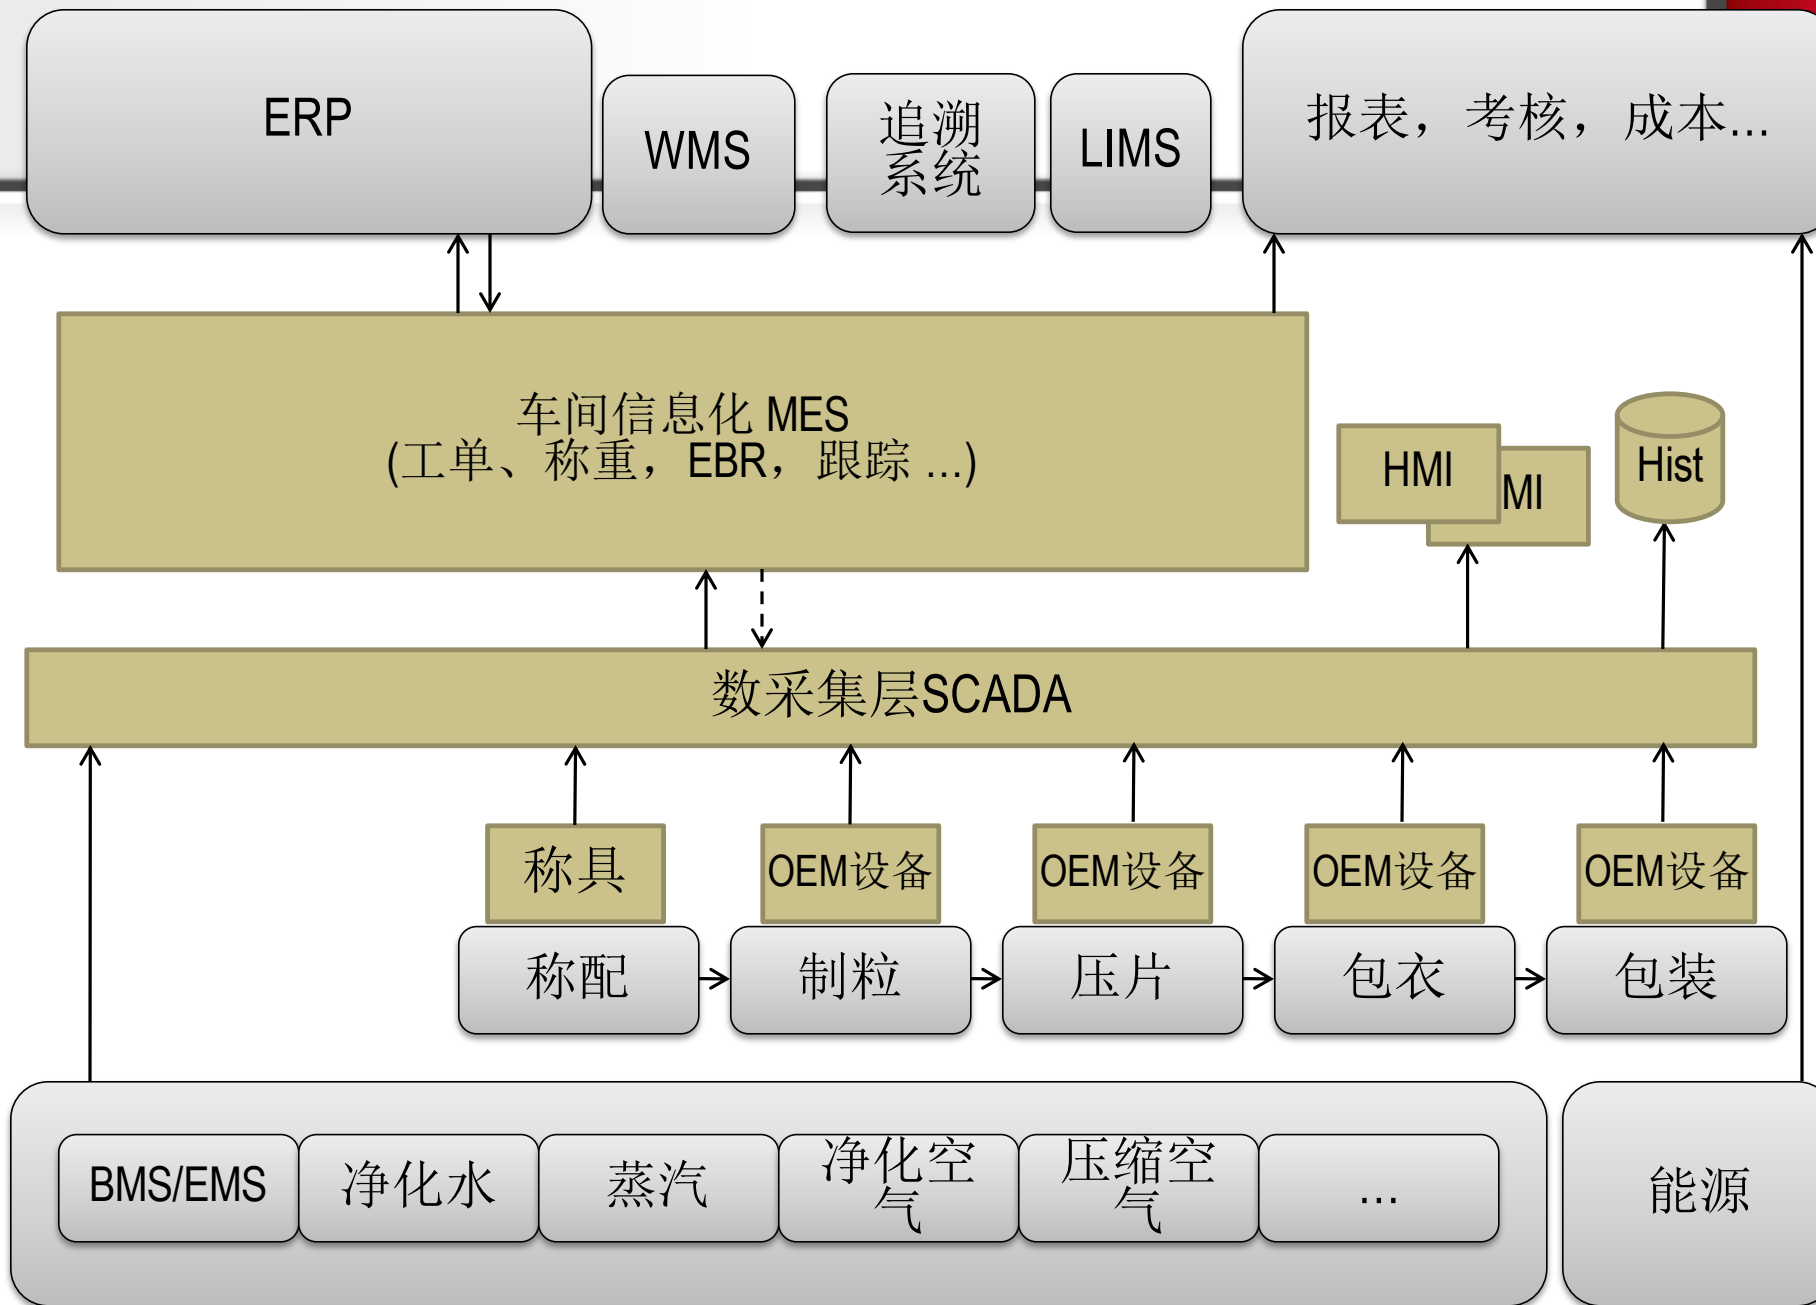 ERP
WMS
追溯
系统
LIMS
报表，考核，成本...
车间信息化 MES
(工单、称重，EBR，跟踪 ...)
HMI
MI
Hist
数采集层SCADA
称具
OEM设备
OEM设备
OEM设备
OEM设备
称配
制粒
压片
包衣
包装
BMS/EMS
净化水
蒸汽
净化空
气
压缩空
气
...
能源